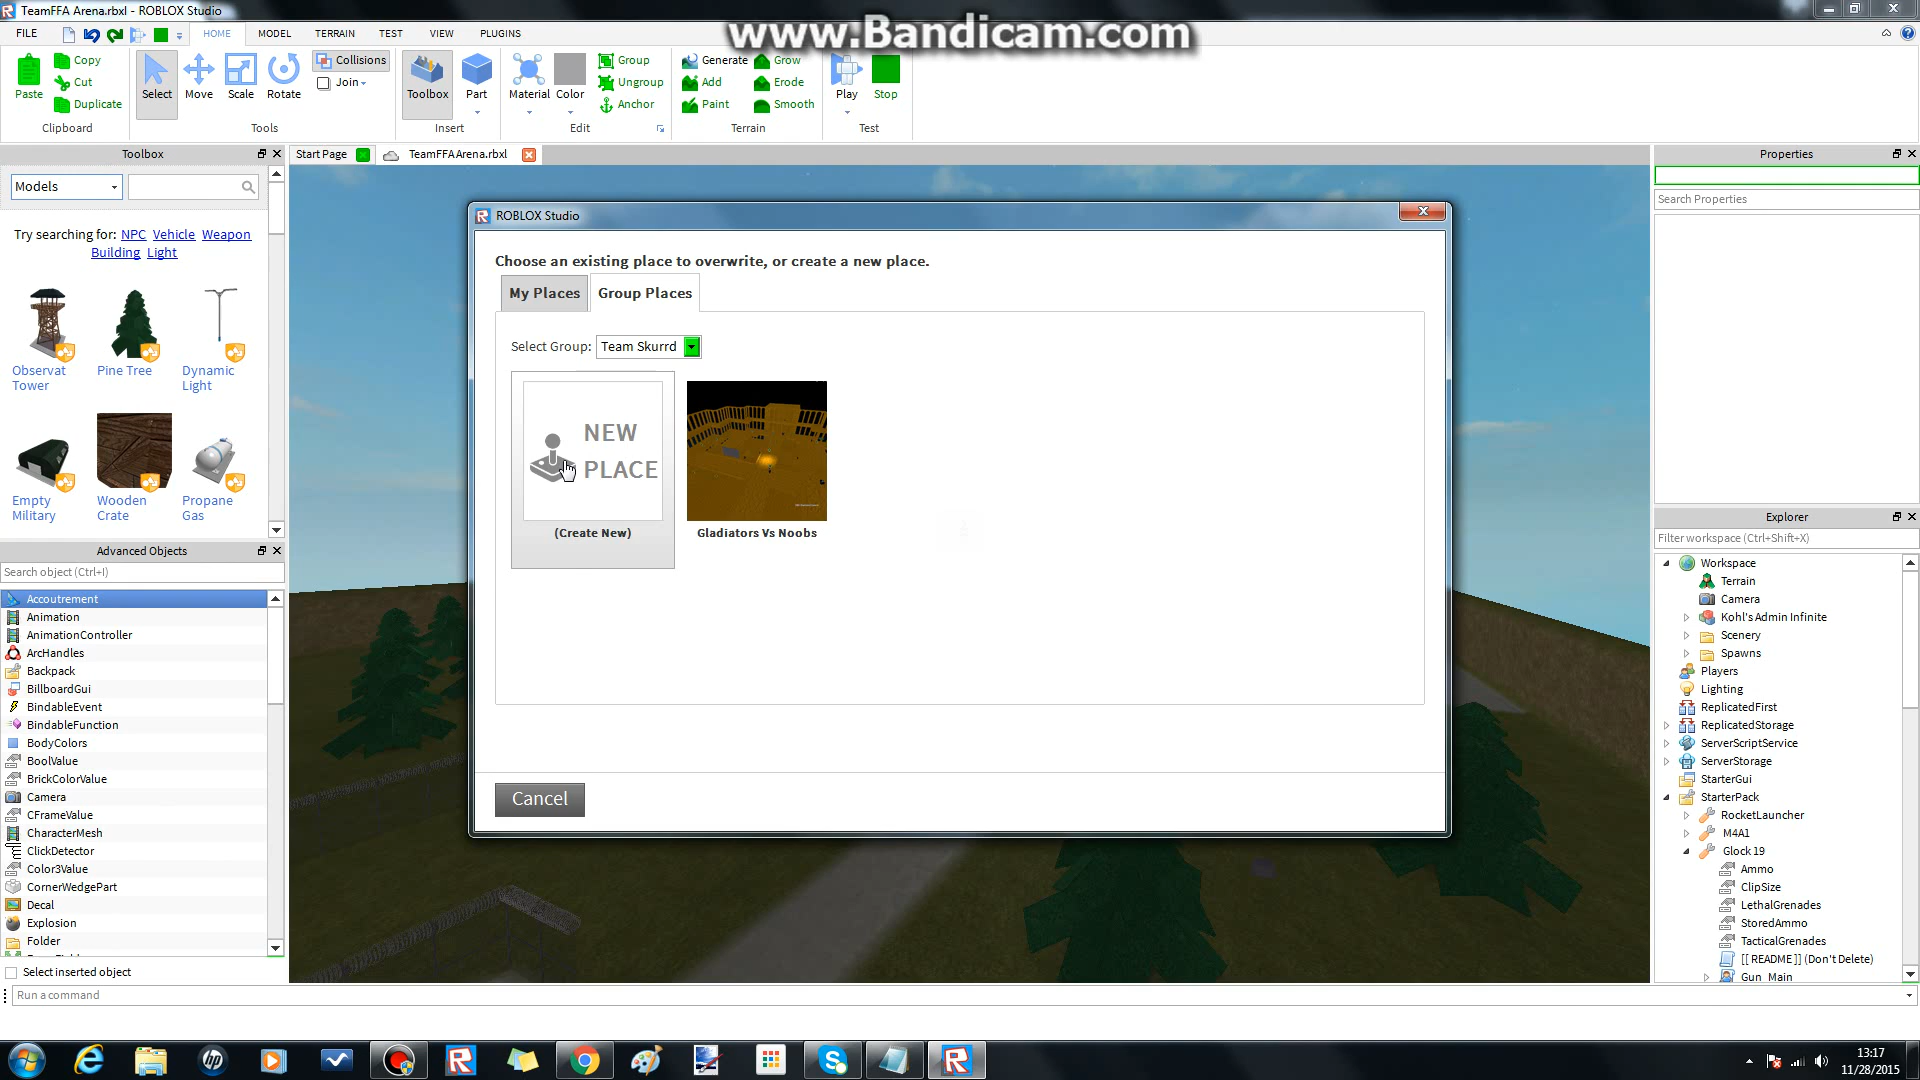 TeamFFA Arena.rbxl - ROBLOX Studio
www.Bandicam.com
FILE HOME MODEL TERRAIN TEST VIEW PLUGINS
Paste Copy Cut Duplicate
Clipboard
Select Move Scale Rotate Collisions Join
Tools
Toolbox Part
Insert
Material Color Group Ungroup Anchor
Edit
Generate Grow
Add Erode
Paint Smooth
Terrain
Play Stop
Test
Toolbox
Start Page TeamFFA Arena.rbxl
Models
Try searching for: NPC Vehicle Weapon
Building Light
Observat Tower
Pine Tree
Dynamic Light
Empty Military
Wooden Crate
Propane Gas
Advanced Objects
Search object (Ctrl+I)
Accoutrement
Animation
AnimationController
ArcHandles
Backpack
BillboardGui
BindableEvent
BindableFunction
BodyColors
BoolValue
BrickColorValue
Camera
CFrameValue
CharacterMesh
ClickDetector
Color3Value
CornerWedgePart
Decal
Explosion
Folder
Select inserted object
Run a command
ROBLOX Studio
Choose an existing place to overwrite, or create a new place.
My Places Group Places
Select Group: Team Skurrd
NEW
PLACE
(Create New)
Gladiators Vs Noobs
Cancel
Properties
Search Properties
Explorer
Filter workspace (Ctrl+Shift+X)
Workspace
Terrain
Camera
Kohl's Admin Infinite
Scenery
Spawns
Players
Lighting
ReplicatedFirst
ReplicatedStorage
ServerScriptService
ServerStorage
StarterGui
StarterPack
RocketLauncher
M4A1
Glock 19
Ammo
ClipSize
LethalGrenades
StoredAmmo
TacticalGrenades
[[ README ]] (Don't Delete)
Gun_Main
13:17
11/28/2015